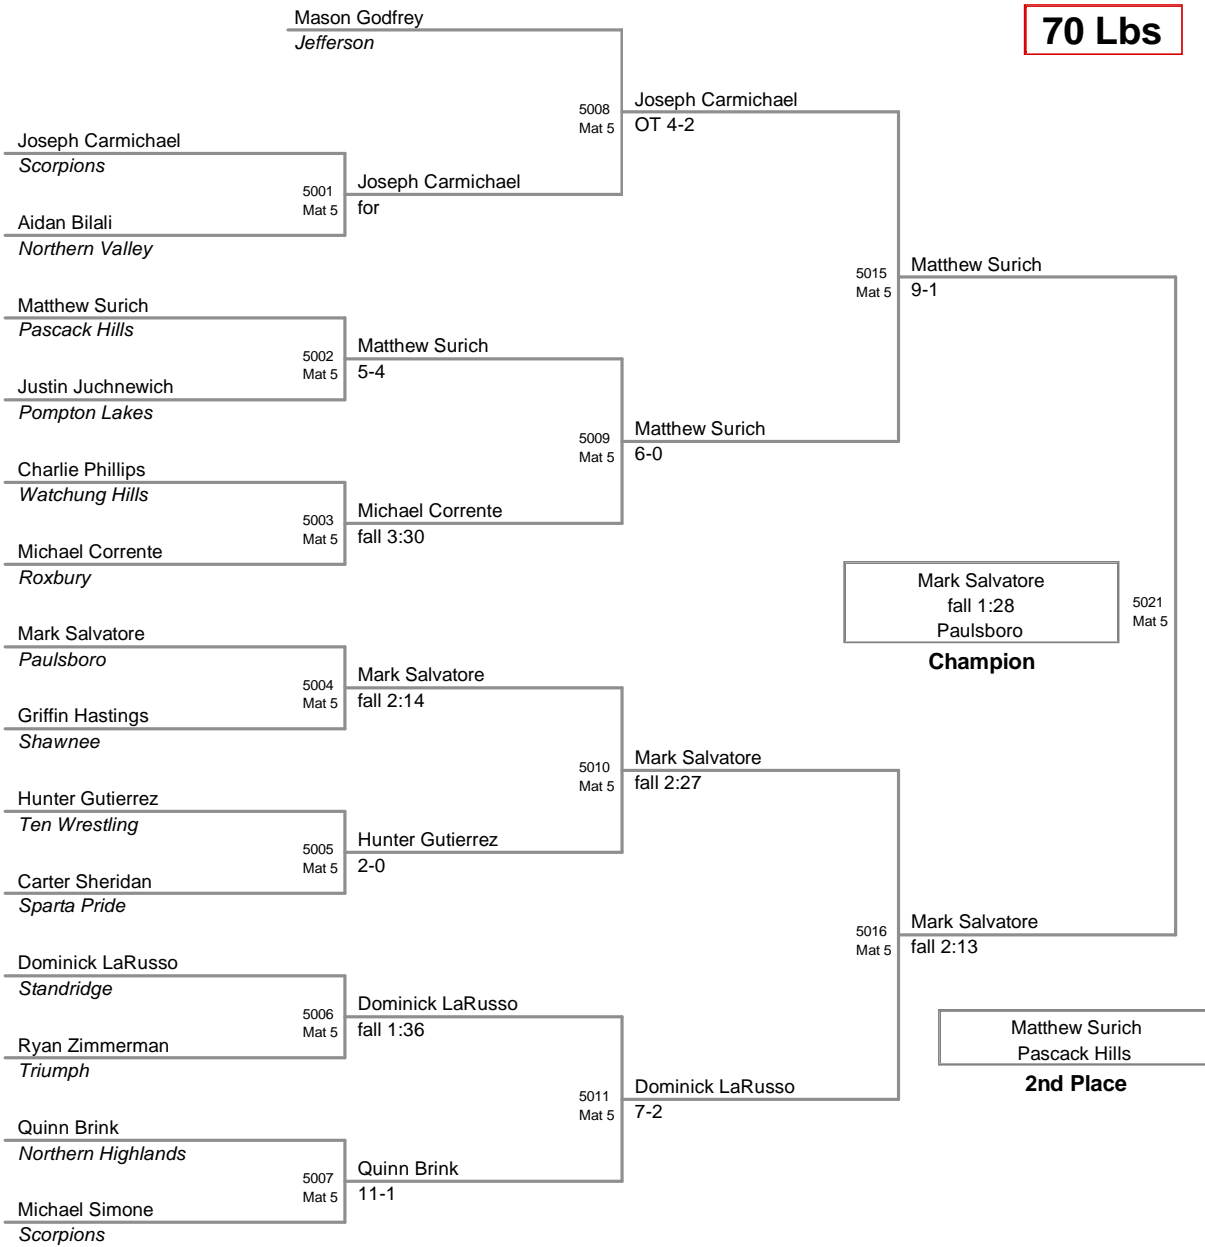 Mason Godfrey
Jefferson
70 Lbs
5008
Mat 5
Joseph Carmichael
OT 4-2
Joseph Carmichael
Scorpions
5001
Mat 5
Joseph Carmichael
for
Aidan Bilali
Northern Valley
5015
Mat 5
Matthew Surich
9-1
Matthew Surich
Pascack Hills
5002
Mat 5
Matthew Surich
5-4
Justin Juchnewich
Pompton Lakes
5009
Mat 5
Matthew Surich
6-0
Charlie Phillips
Watchung Hills
5003
Mat 5
Michael Corrente
fall 3:30
Michael Corrente
Roxbury
Mark Salvatore
fall 1:28
Paulsboro
Champion
5021
Mat 5
Mark Salvatore
Paulsboro
5004
Mat 5
Mark Salvatore
fall 2:14
Griffin Hastings
Shawnee
5010
Mat 5
Mark Salvatore
fall 2:27
Hunter Gutierrez
Ten Wrestling
5005
Mat 5
Hunter Gutierrez
2-0
Carter Sheridan
Sparta Pride
5016
Mat 5
Mark Salvatore
fall 2:13
Dominick LaRusso
Standridge
5006
Mat 5
Dominick LaRusso
fall 1:36
Ryan Zimmerman
Triumph
Matthew Surich
Pascack Hills
2nd Place
5011
Mat 5
Dominick LaRusso
7-2
Quinn Brink
Northern Highlands
5007
Mat 5
Quinn Brink
11-1
Michael Simone
Scorpions